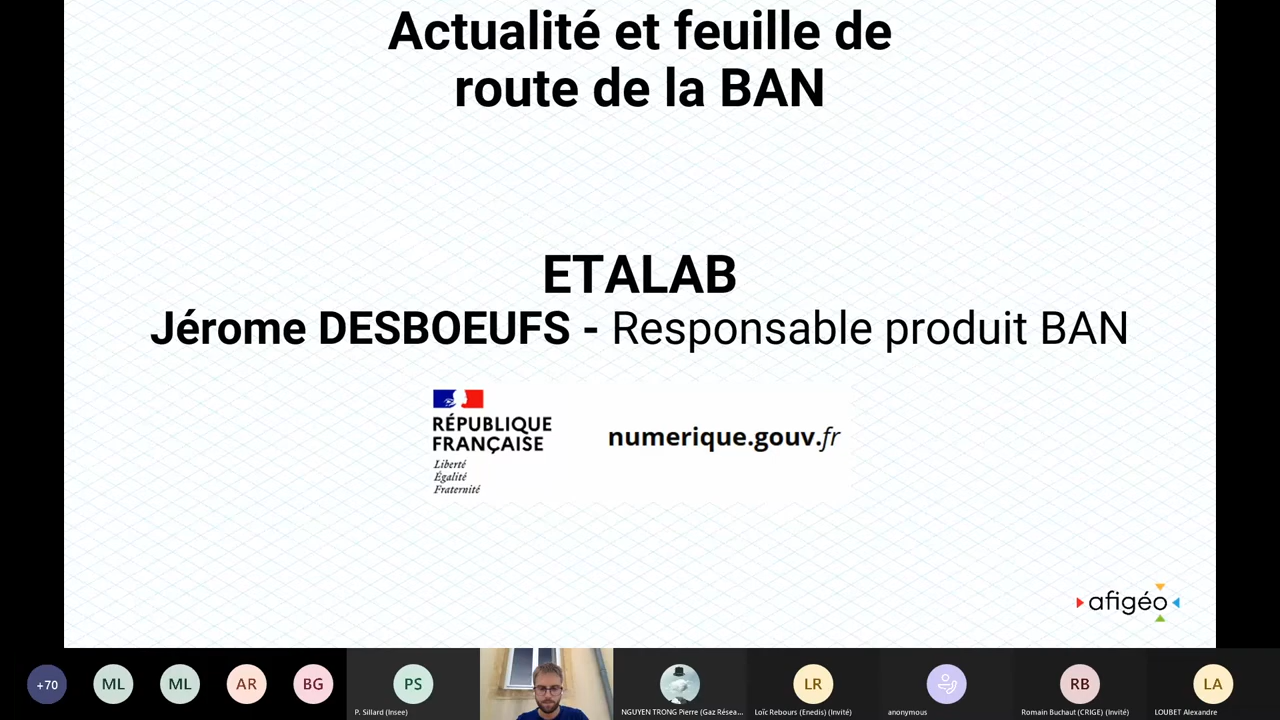 Actualité et feuille de
route de la BAN
ETALAB
Jérome DESBOEUFS - Responsable produit BAN
RÉPUBLIQUE
FRANÇAISE
Liberté
Égalité
Fraternité
numerique.gouv.fr
afigéo
+70
ML
ML
AR
BG
PS
LR
RB
LA
P. Sillard (Insee)
NGUYEN TRONG Pierre (Gaz Résea...
Loïc Rebours (Enedis) (Invité)
anonymous
Romain Buchaut (CRIGE) (Invité)
LOUBET Alexandre